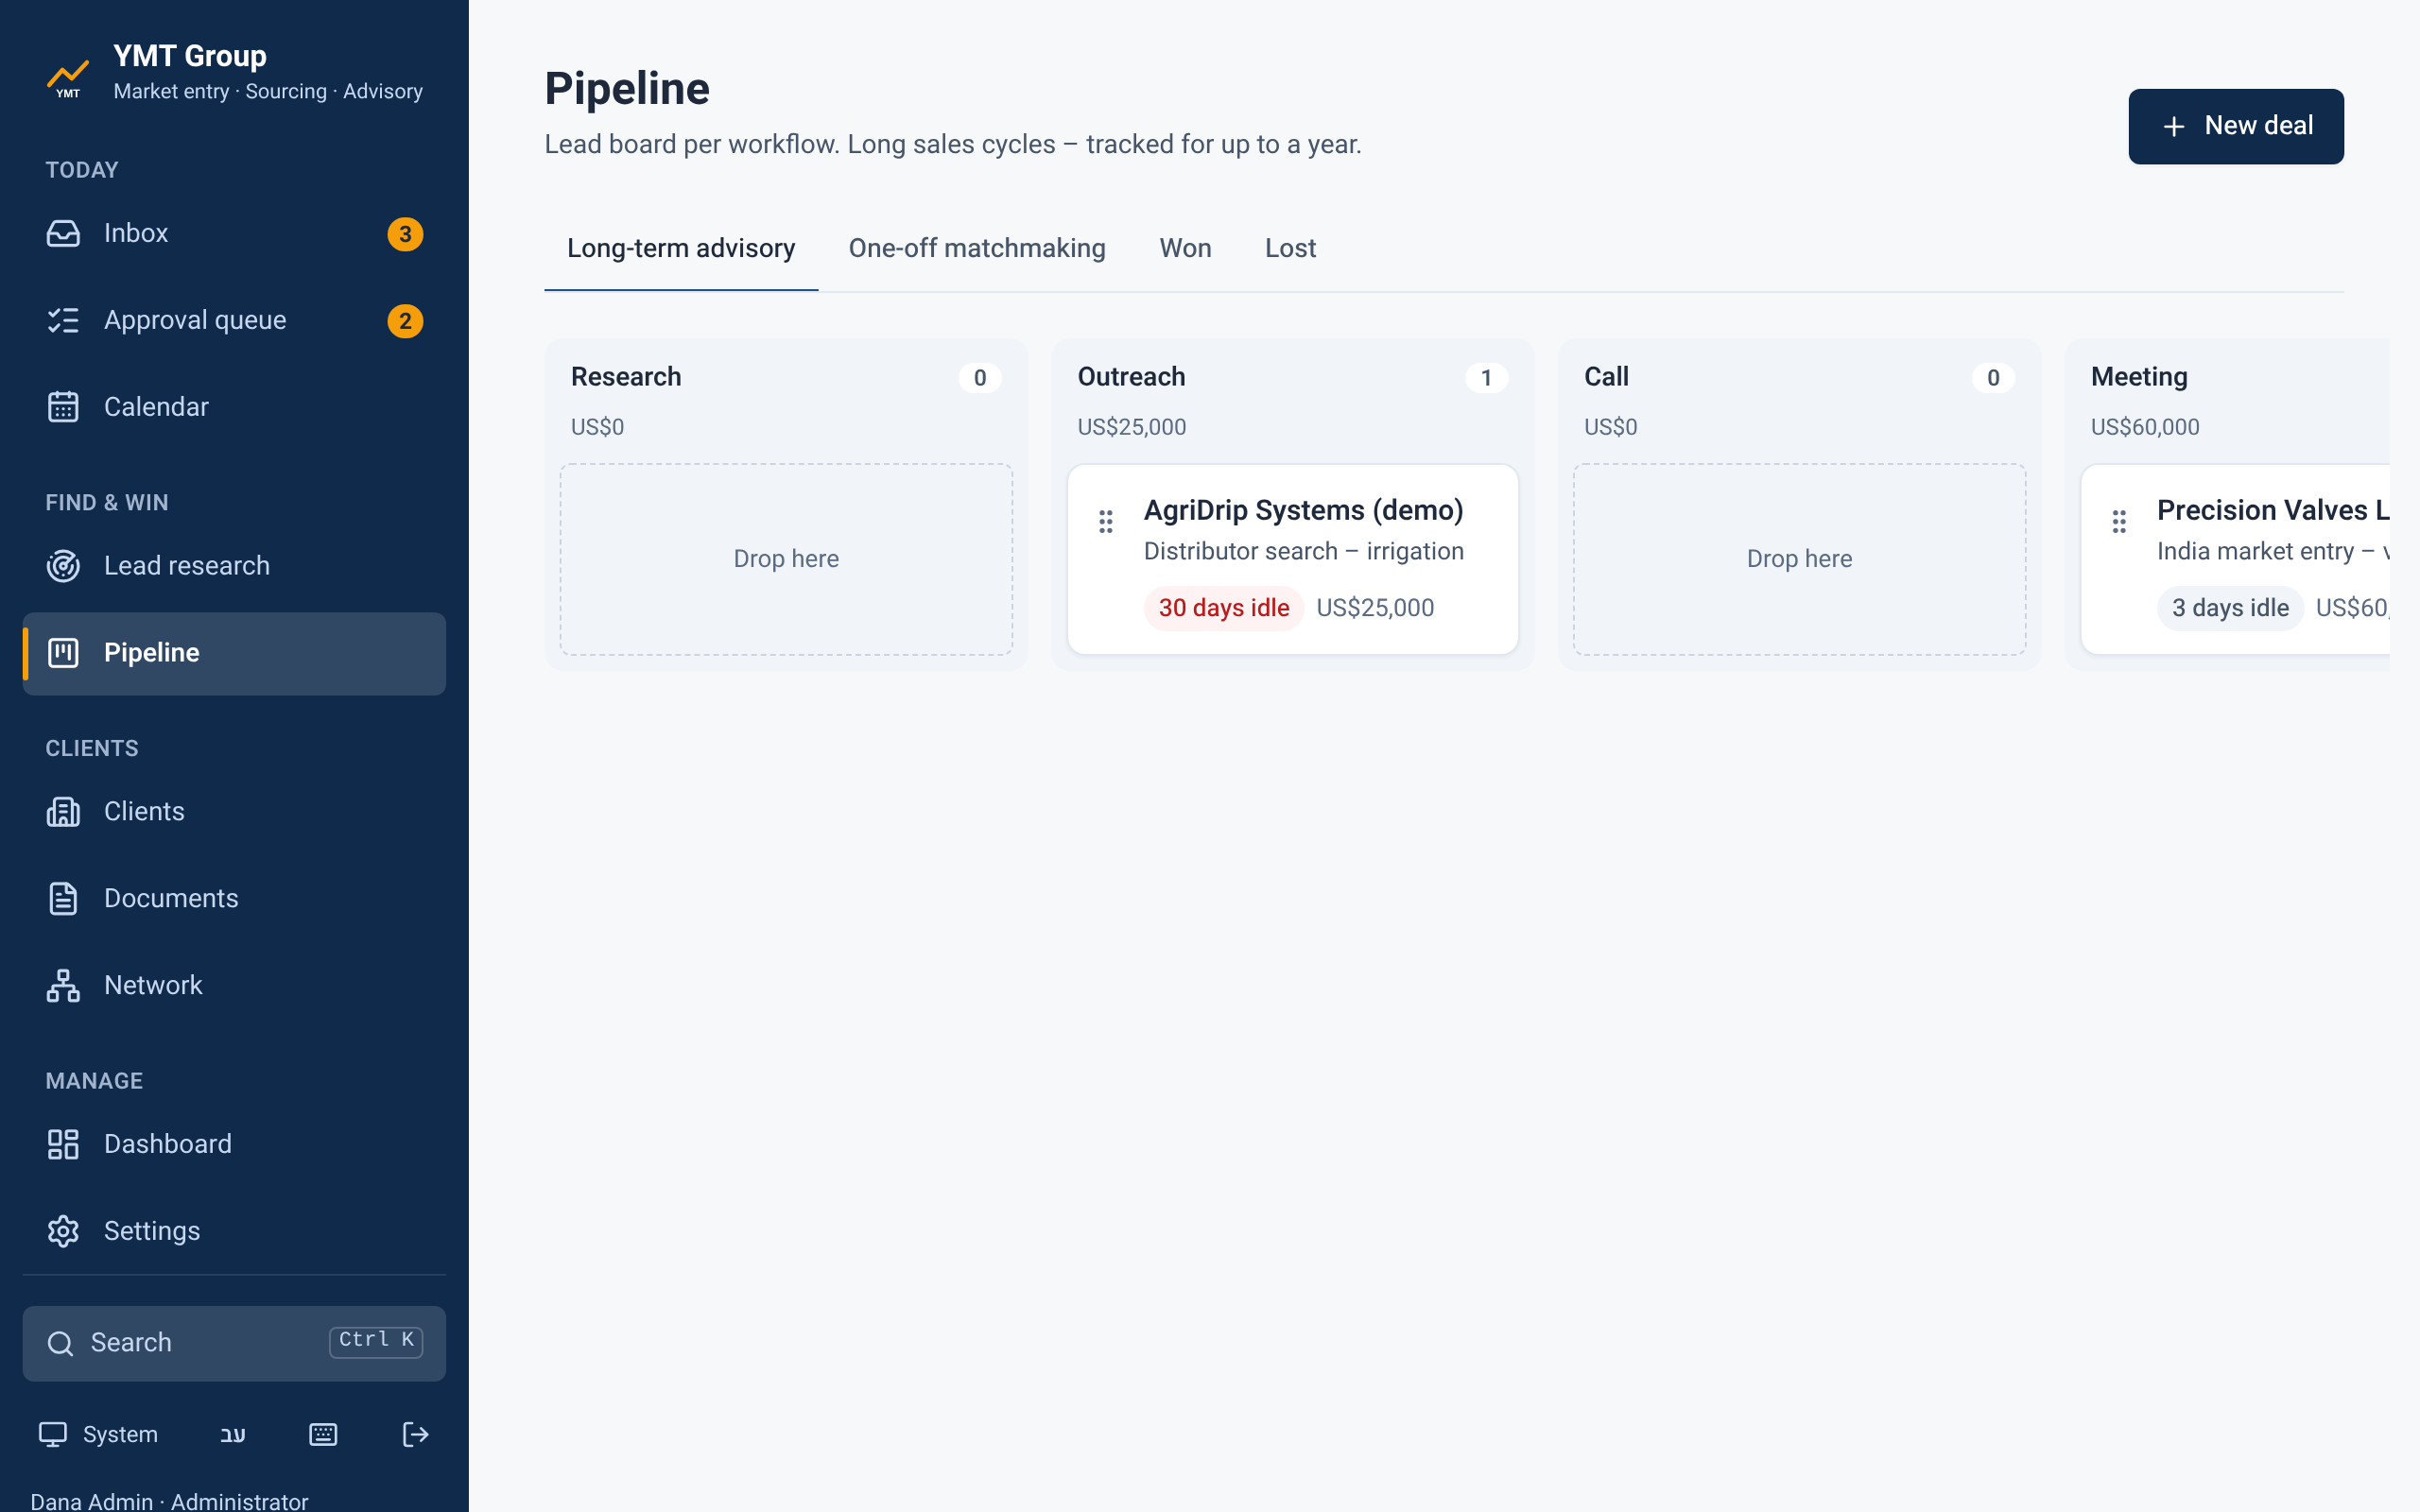 YMT Group
Market entry · Sourcing · Advisory
YMT
TODAY
Inbox 3
Approval queue 2
Calendar
FIND & WIN
Lead research
Pipeline
CLIENTS
Clients
Documents
Network
MANAGE
Dashboard
Settings
Search Ctrl K
System עב
Dana Admin · Administrator
Pipeline
Lead board per workflow. Long sales cycles – tracked for up to a year.
New deal
Long-term advisory One-off matchmaking Won Lost
Research 0
US$0
Drop here
Outreach 1
US$25,000
AgriDrip Systems (demo)
Distributor search – irrigation
30 days idle US$25,000
Call 0
US$0
Drop here
Meeting
US$60,000
Precision Valves L
India market entry – v
3 days idle US$60,